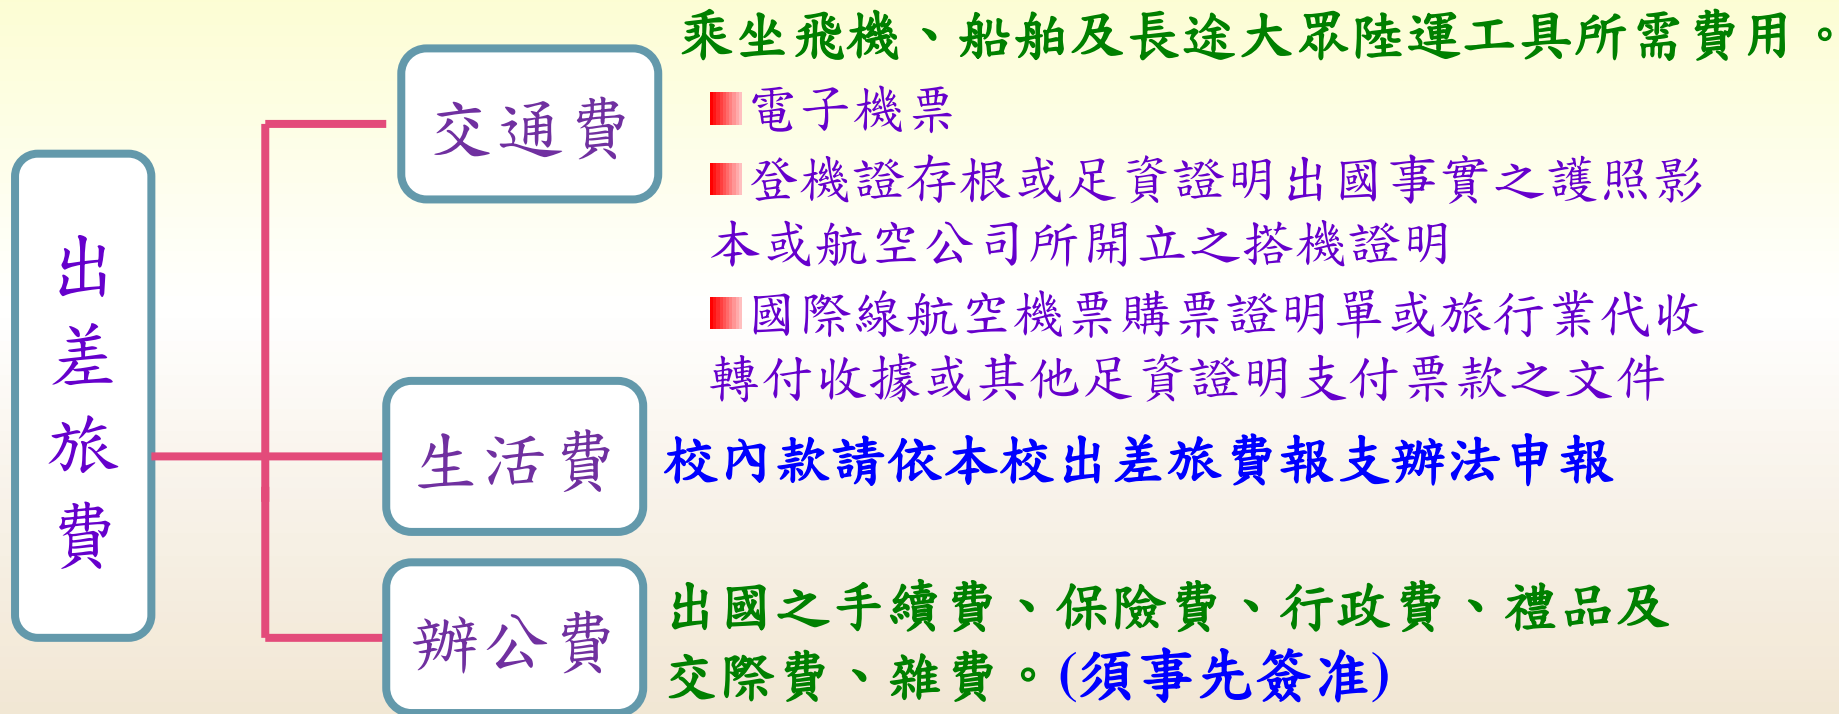 出差旅費
交通費
乘坐飛機、船舶及長途大眾陸運工具所需費用。
電子機票
登機證存根或足資證明出國事實之護照影
本或航空公司所開立之搭機證明
國際線航空機票購票證明單或旅行業代收
轉付收據或其他足資證明支付票款之文件
生活費
校內款請依本校出差旅費報支辦法申報
辦公費
出國之手續費、保險費、行政費、禮品及
交際費、雜費。(須事先簽准)